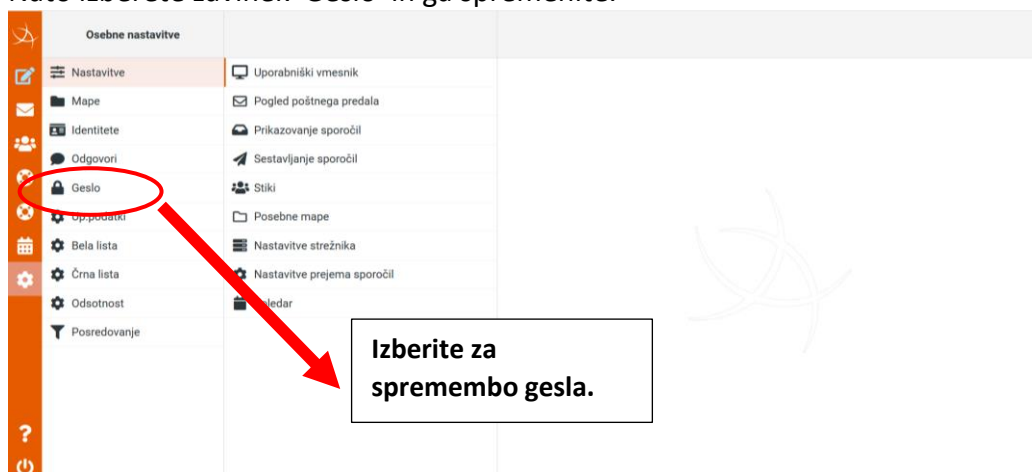 Nato izberete zavihek "Geslo" in ga spremenite.
Osebne nastavitve
Nastavitve
Mape
Identitete
Odgovori
Geslo
Up.podatki
Bela lista
Črna lista
Odsotnost
Posredovanje
Uporabniški vmesnik
Pogled poštnega predala
Prikazovanje sporočil
Sestavljanje sporočil
Stiki
Posebne mape
Nastavitve strežnika
Nastavitve prejema sporočil
Izberite za
spremembo gesla.